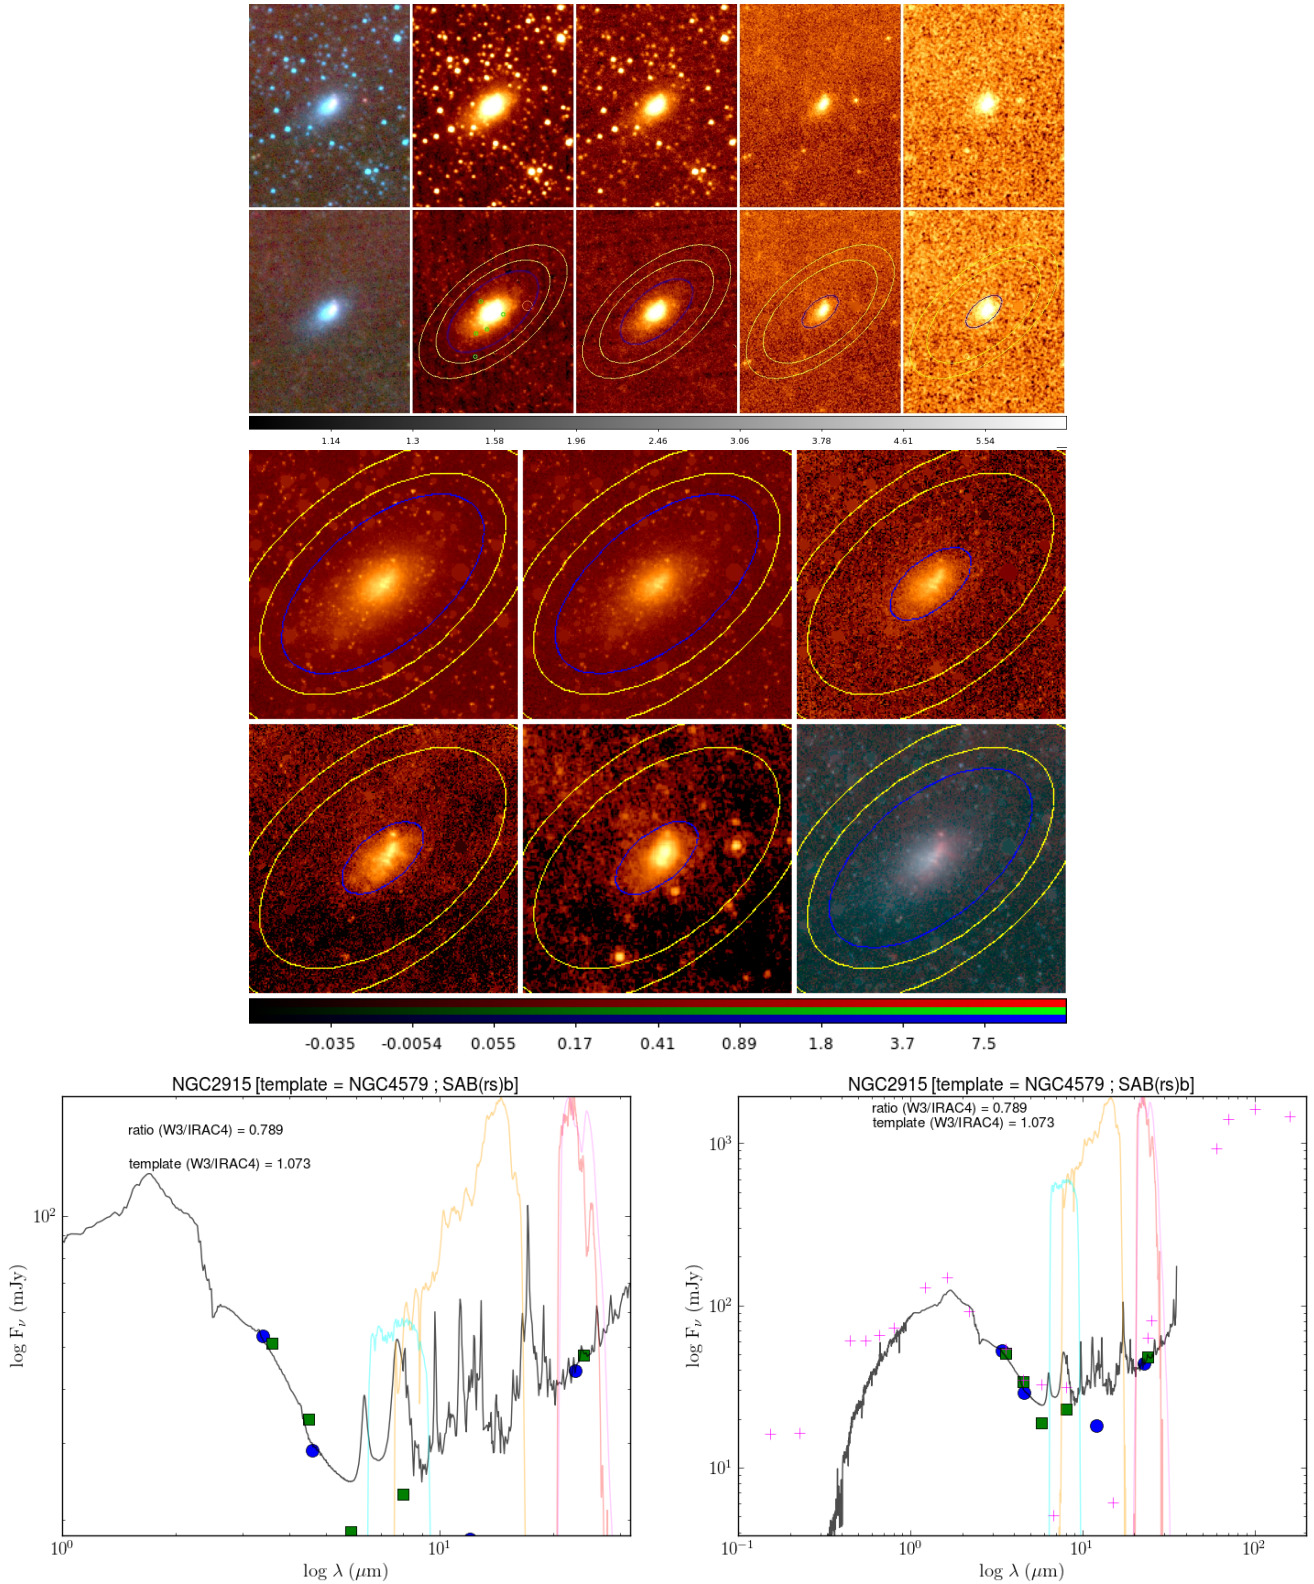 1.14 1.3 1.58 1.96 2.46 3.06 3.78 4.61 5.54
-0.035 -0.0054 0.055 0.17 0.41 0.89 1.8 3.7 7.5
NGC2915 [template = NGC4579 ; SAB(rs)b]
ratio (W3/IRAC4) = 0.789
template (W3/IRAC4) = 1.073
10²
log Fν (mJy)
10⁰ 10¹
log λ (μm)
NGC2915 [template = NGC4579 ; SAB(rs)b]
ratio (W3/IRAC4) = 0.789
template (W3/IRAC4) = 1.073
10³
10²
10¹
log Fν (mJy)
10⁻¹ 10⁰ 10¹ 10²
log λ (μm)